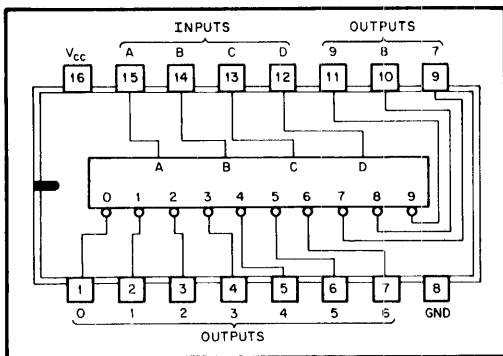 INPUTS OUTPUTS
V_CC A B C D 9 8 7
16 15 14 13 12 11 10 9
A B C D
0 1 2 3 4 5 6 7 8 9
1 2 3 4 5 6 7 8
0 1 2 3 4 5 6 GND
OUTPUTS